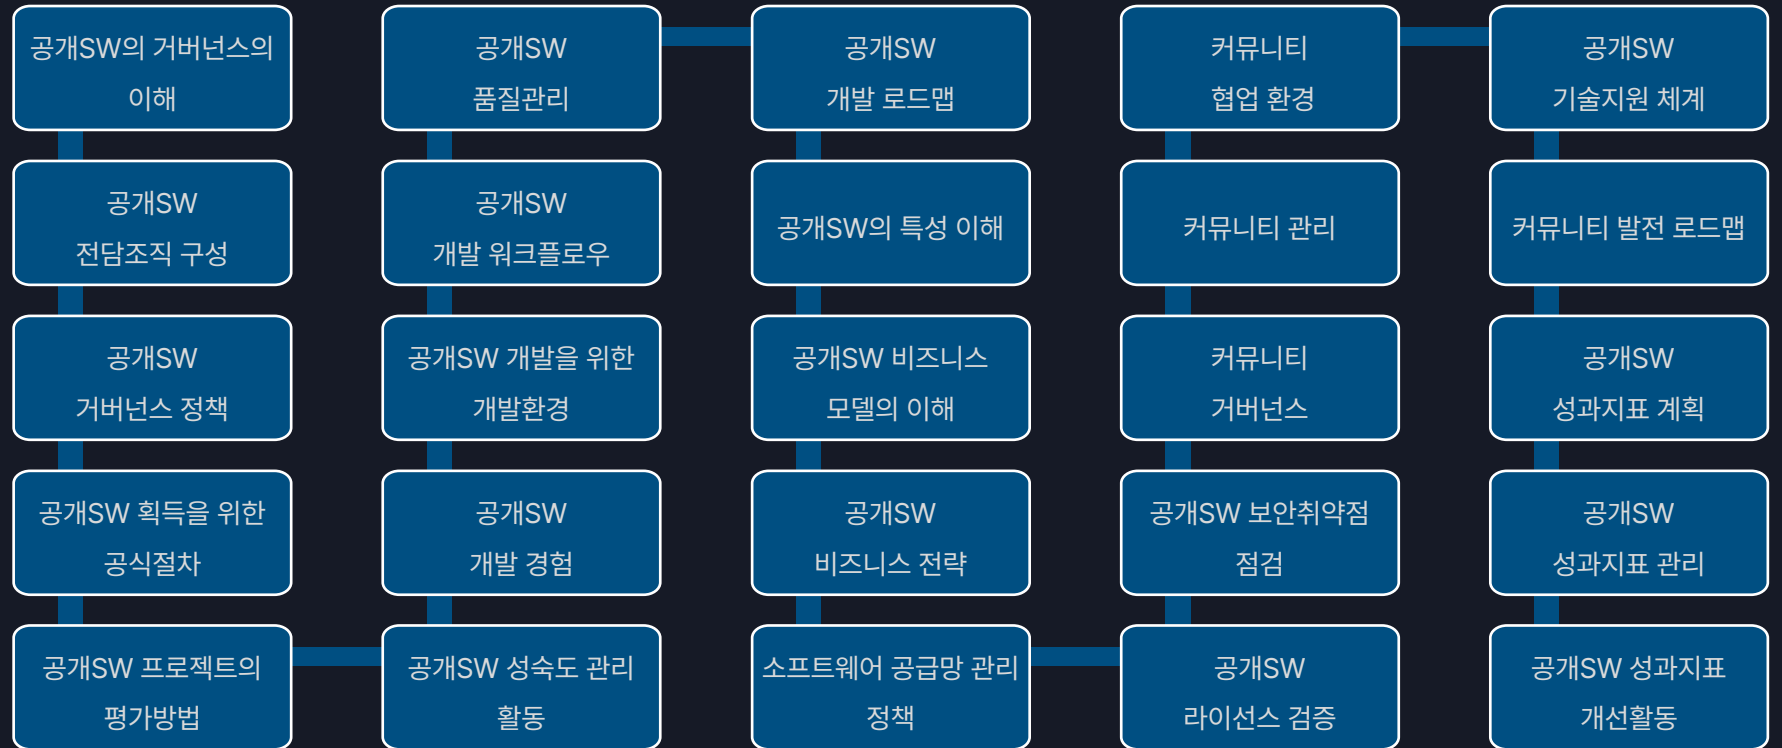 공개SW의 거버넌스의
이해
공개SW
전담조직 구성
공개SW
거버넌스 정책
공개SW 획득을 위한
공식절차
공개SW 프로젝트의
평가방법
공개SW 성숙도 관리
활동
공개SW
개발 경험
공개SW 개발을 위한
개발환경
공개SW
개발 워크플로우
공개SW
품질관리
공개SW
개발 로드맵
공개SW의 특성 이해
공개SW 비즈니스
모델의 이해
공개SW
비즈니스 전략
소프트웨어 공급망 관리
정책
공개SW
라이선스 검증
공개SW 보안취약점
점검
커뮤니티
거버넌스
커뮤니티 관리
커뮤니티
협업 환경
공개SW
기술지원 체계
커뮤니티 발전 로드맵
공개SW
성과지표 계획
공개SW
성과지표 관리
공개SW 성과지표
개선활동